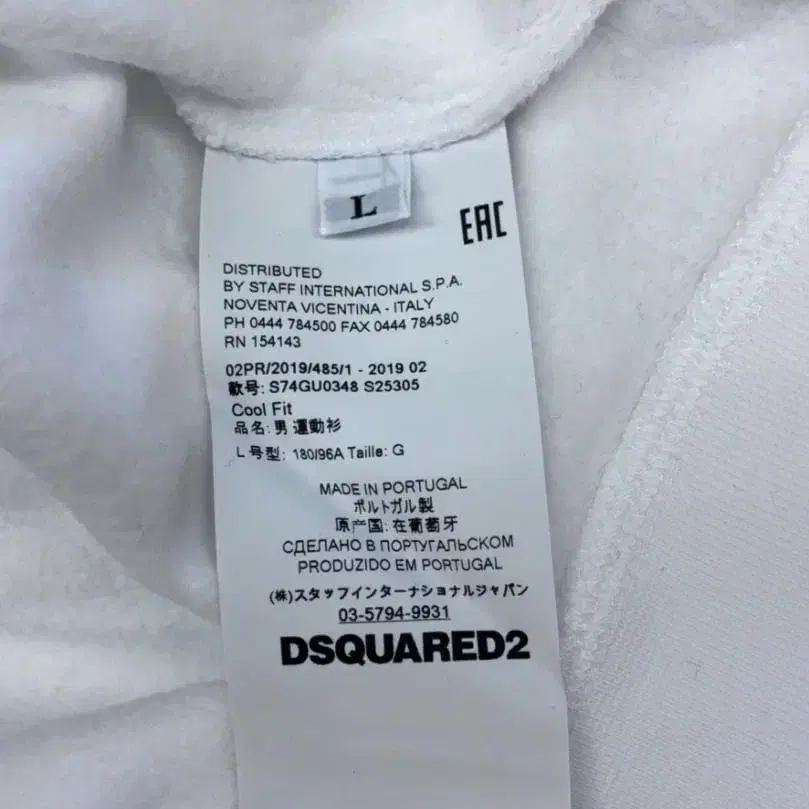 L
EAC
DISTRIBUTED
BY STAFF INTERNATIONAL S.P.A.
NOVENTA VICENTINA - ITALY
PH 0444 784500 FAX 0444 784580
RN 154143
02PR/2019/485/1 - 2019 02
款号: S74GU0348 S25305
Cool Fit
品名: 男 運動衫
L 号型: 180/96A Taille: G
MADE IN PORTUGAL
ポルトガル製
原产国: 在葡萄牙
СДЕЛАНО В ПОРТУГАЛЬСКОМ
PRODUZIDO EM PORTUGAL
(株)スタッフインターナショナルジャパン
03-5794-9931
DSQUARED2